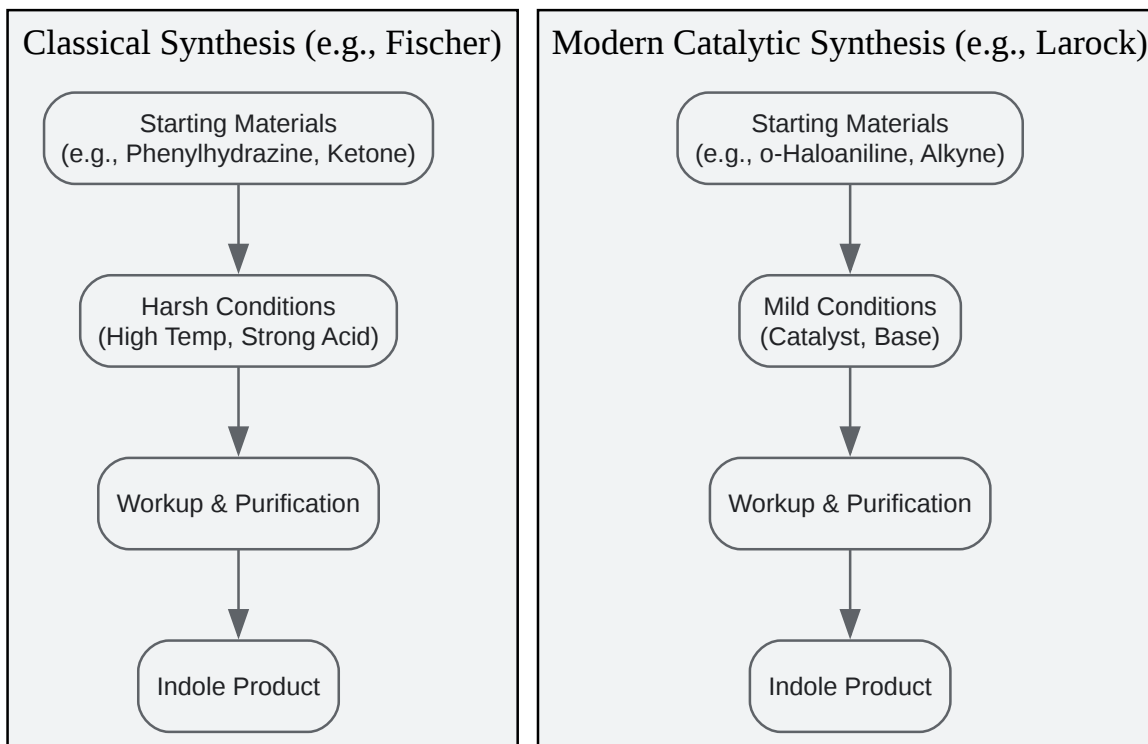 Classical Synthesis (e.g., Fischer)
Starting Materials
(e.g., Phenylhydrazine, Ketone)
Harsh Conditions
(High Temp, Strong Acid)
Workup & Purification
Indole Product
Modern Catalytic Synthesis (e.g., Larock)
Starting Materials
(e.g., o-Haloaniline, Alkyne)
Mild Conditions
(Catalyst, Base)
Workup & Purification
Indole Product